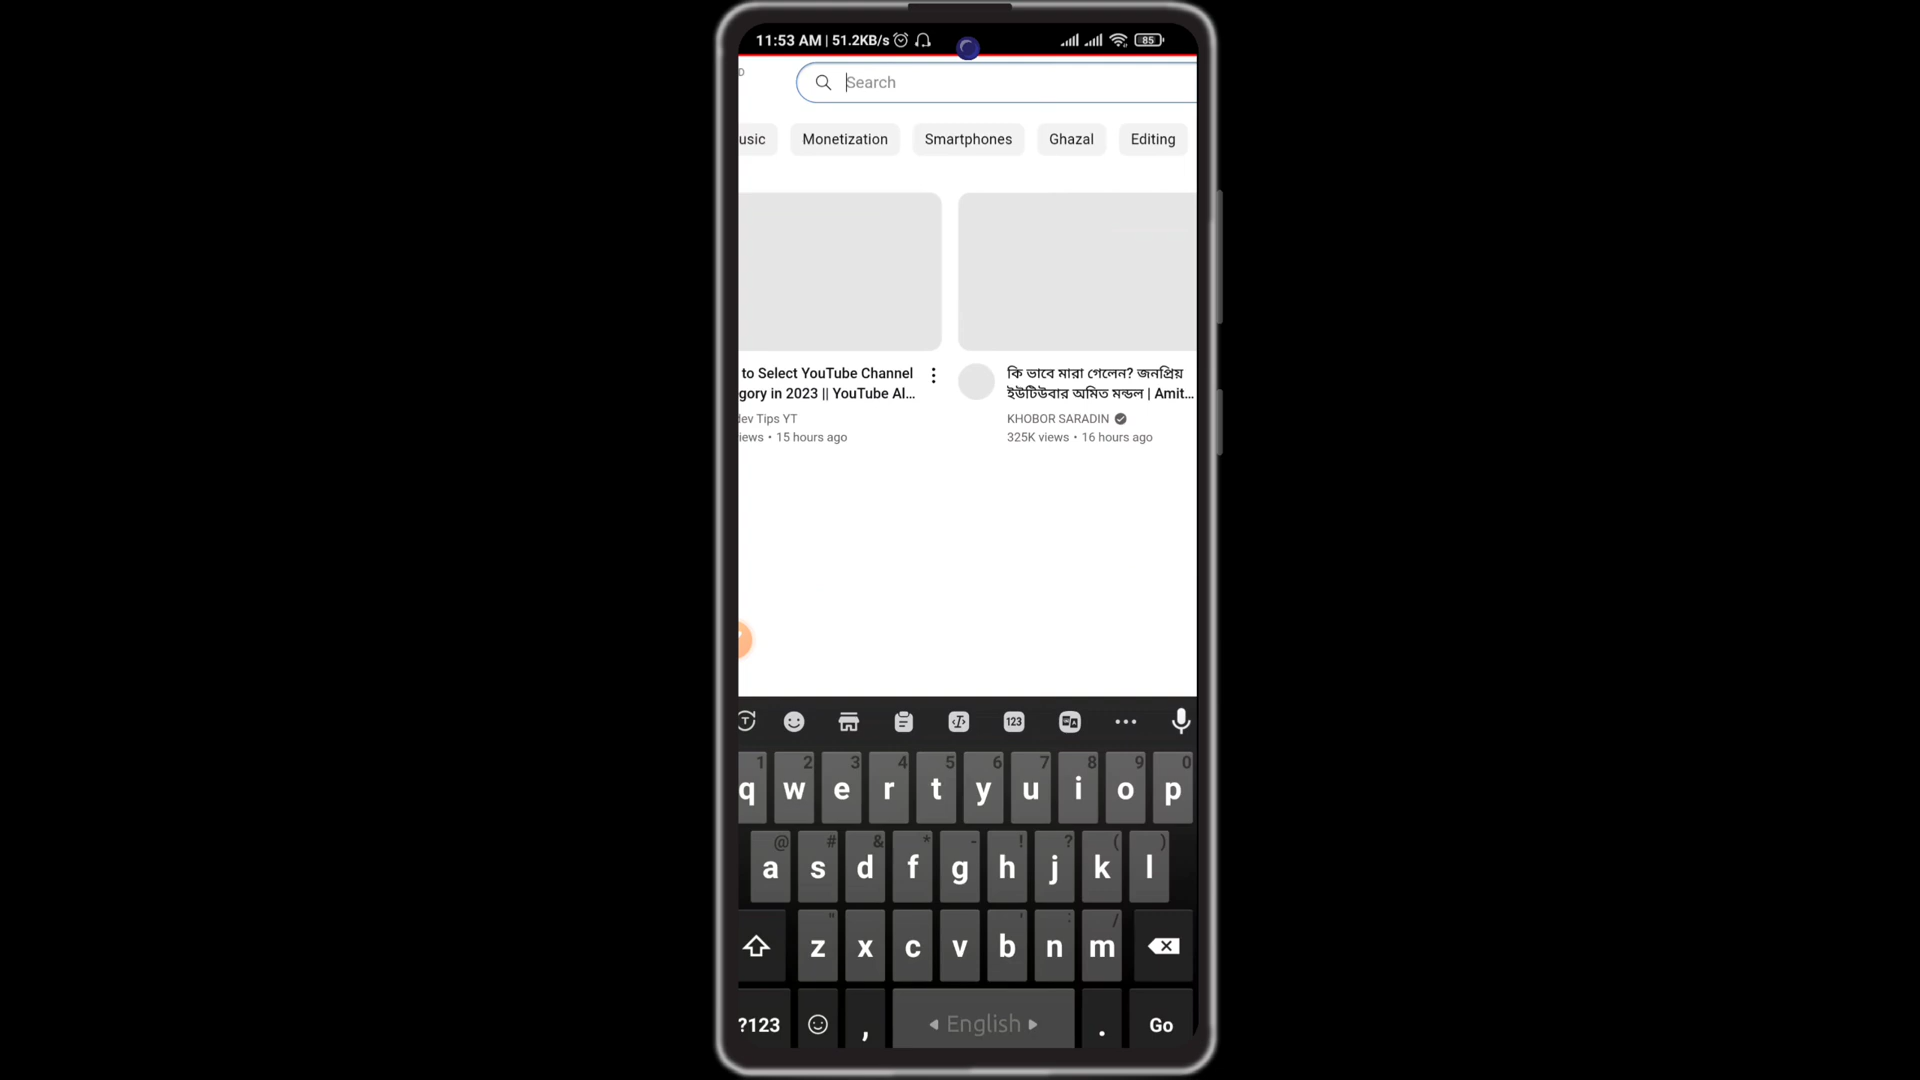 11:53 AM | 51.2KB/s 85
D
Search
usic Monetization Smartphones Ghazal Editing
to Select YouTube Channel
gory in 2023 || YouTube Al...
dev Tips YT
iews • 15 hours ago
কি ভাবে মারা গেলেন? জনপ্রিয়
ইউটিউবার অমিত মন্ডল | Amit...
KHOBOR SARADIN
325K views • 16 hours ago
123
1 2 3 4 5 6 7 8 9 0
q w e r t y u i o p
@ # & * - ! ? ( )
a s d f g h j k l
" ' : /
z x c v b n m
?123 , English . Go